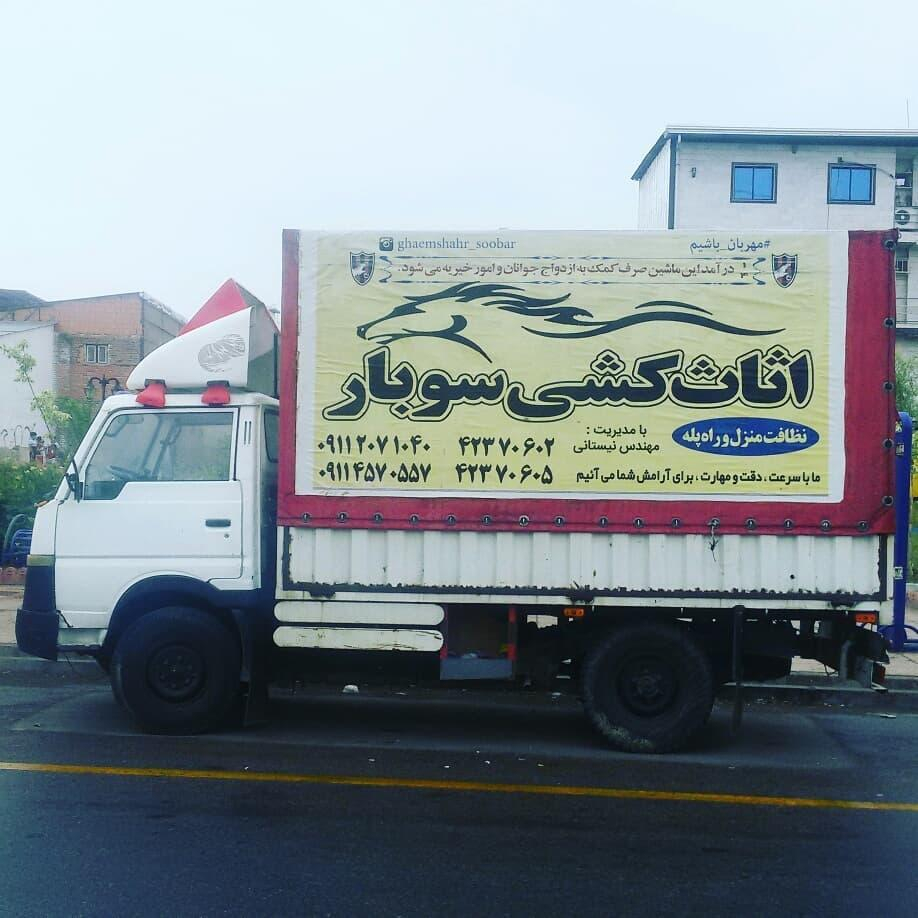 ghaemshahr_soobar
#مهربان_باشیم
در آمد این ماشین صرف کمک به ازدواج جوانان و امور خیریه می شود.
اثاث کشی سوبار
نظافت منزل و راه پله
با مدیریت :
مهندس نیستانی
۴۲۳۷۰۶۰۲
۰۹۱۱۲۰۷۱۰۴۰
۴۲۳۷۰۶۰۵
۰۹۱۱۴۵۷۰۵۵۷
ما با سرعت ، دقت و مهارت ، برای آرامش شما می آئیم